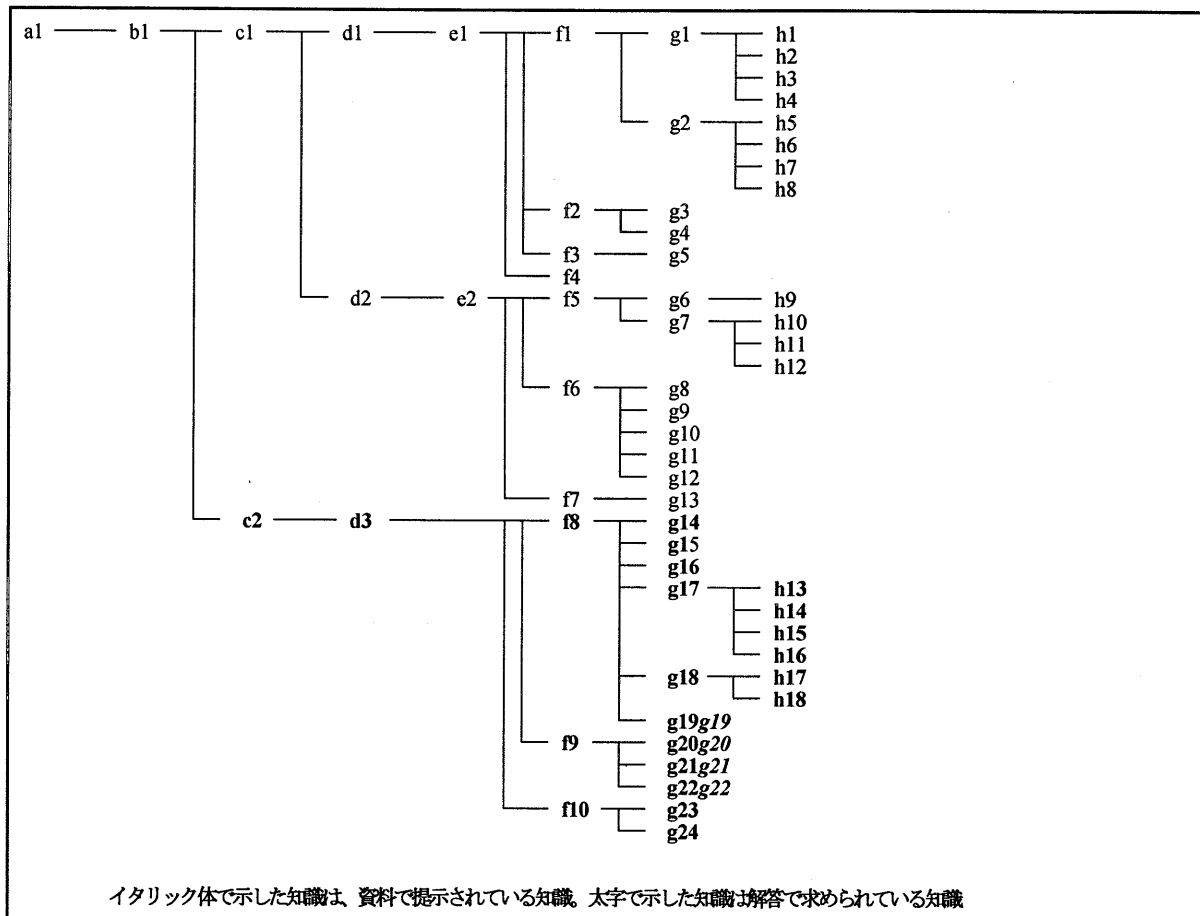 a1 b1 c1 d1 e1 f1 g1 h1
h2
h3
h4
g2 h5
h6
h7
h8
f2 g3
g4
f3 g5
f4
d2 e2 f5 g6 h9
g7 h10
h11
h12
f6 g8
g9
g10
g11
g12
f7 g13
c2 d3 f8 g14
g15
g16
g17 h13
h14
h15
h16
g18 h17
h18
g19g19
f9 g20g20
g21g21
g22g22
f10 g23
g24
イタリック体で示した知識は、資料で提示されている知識。太字で示した知識は解答で求められている知識